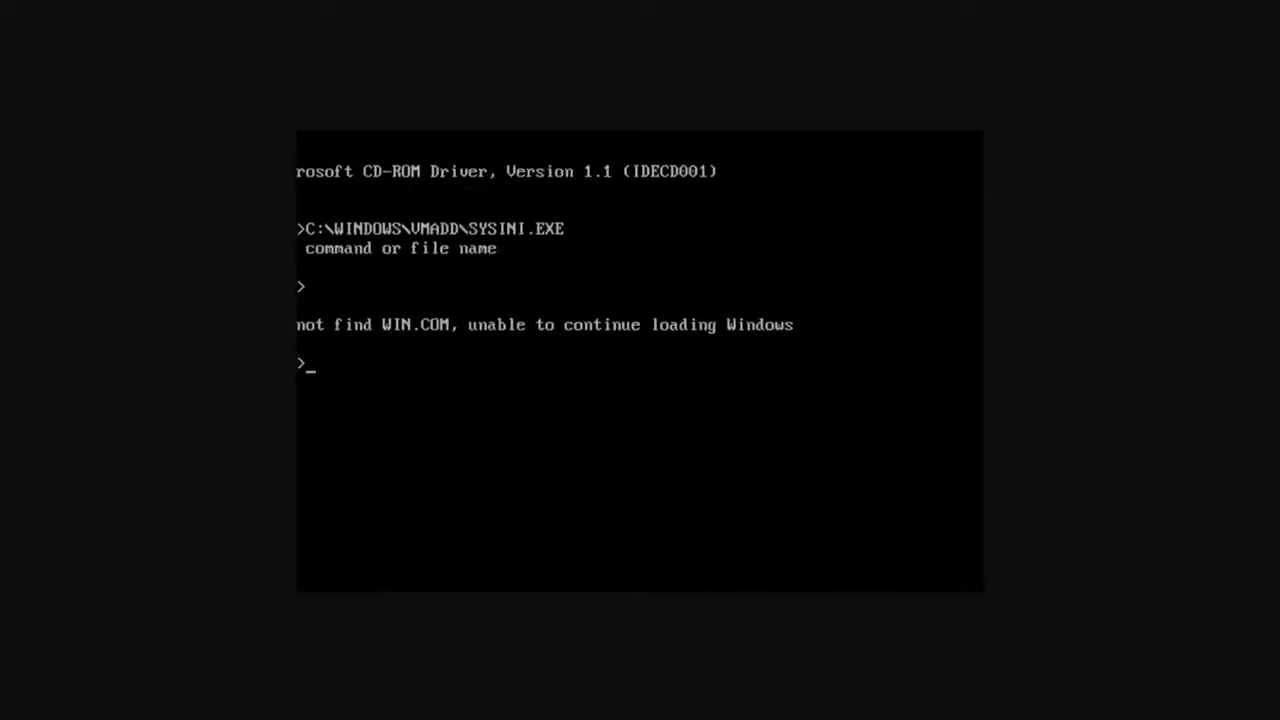 rosoft CD-ROM Driver, Version 1.1 (IDECD001)
>C:\WINDOWS\VMADD\SYSINI.EXE
command or file name
>
not find WIN.COM, unable to continue loading Windows
>_